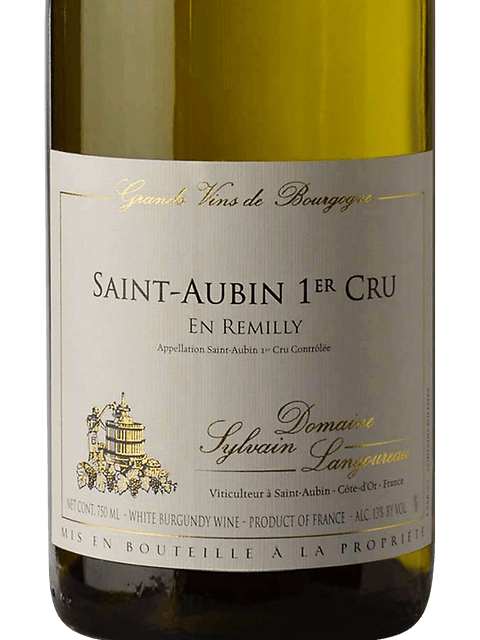 Grands Vins de Bourgogne
SAINT-AUBIN 1ER CRU
EN REMILLY
Appellation Saint-Aubin 1er Cru Contrôlée
Domaine
Sylvain Langoureau
Viticulteur à Saint-Aubin - Côte-d'Or - France
NET CONT. 750 ML - WHITE BURGUNDY WINE - PRODUCT OF FRANCE - ALC. 13% BY VOL
MIS EN BOUTEILLE À LA PROPRIÉTÉ